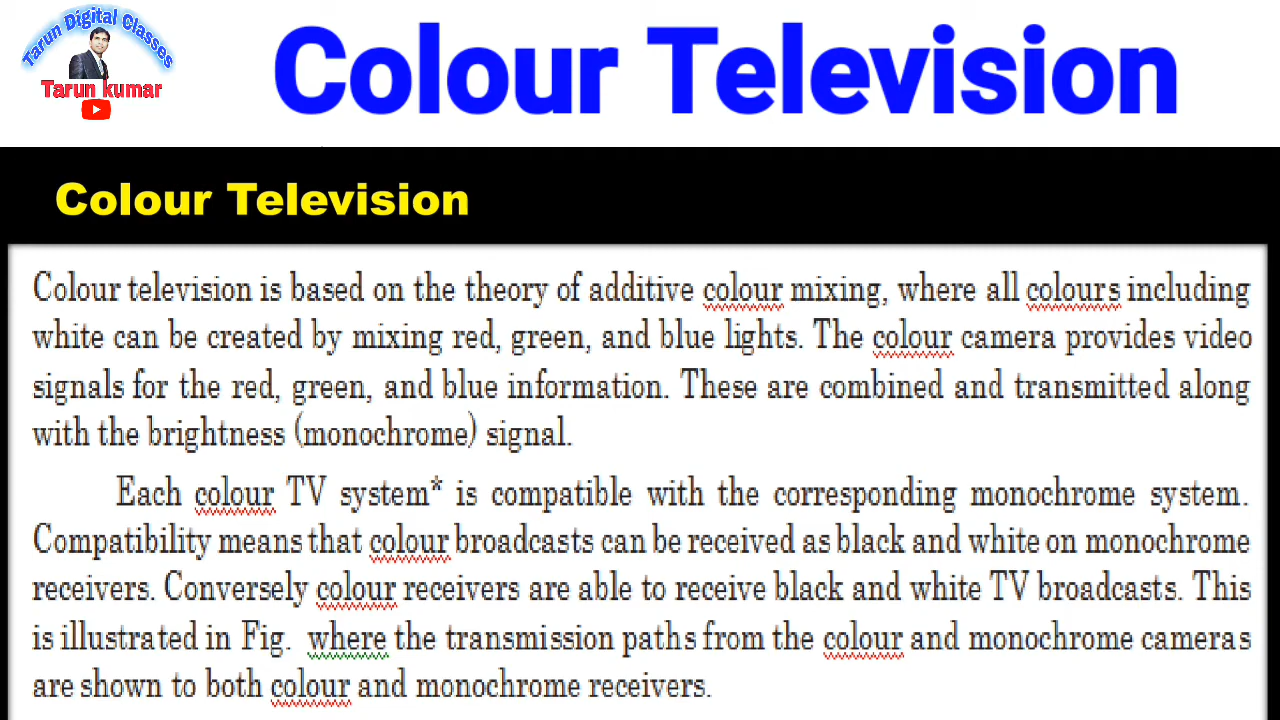 Tarun Digital Classes
Tarun kumar
Colour Television
Colour Television
Colour television is based on the theory of additive colour mixing, where all colours including
white can be created by mixing red, green, and blue lights. The colour camera provides video
signals for the red, green, and blue information. These are combined and transmitted along
with the brightness (monochrome) signal.
Each colour TV system* is compatible with the corresponding monochrome system.
Compatibility means that colour broadcasts can be received as black and white on monochrome
receivers. Conversely colour receivers are able to receive black and white TV broadcasts. This
is illustrated in Fig. where the transmission paths from the colour and monochrome cameras
are shown to both colour and monochrome receivers.